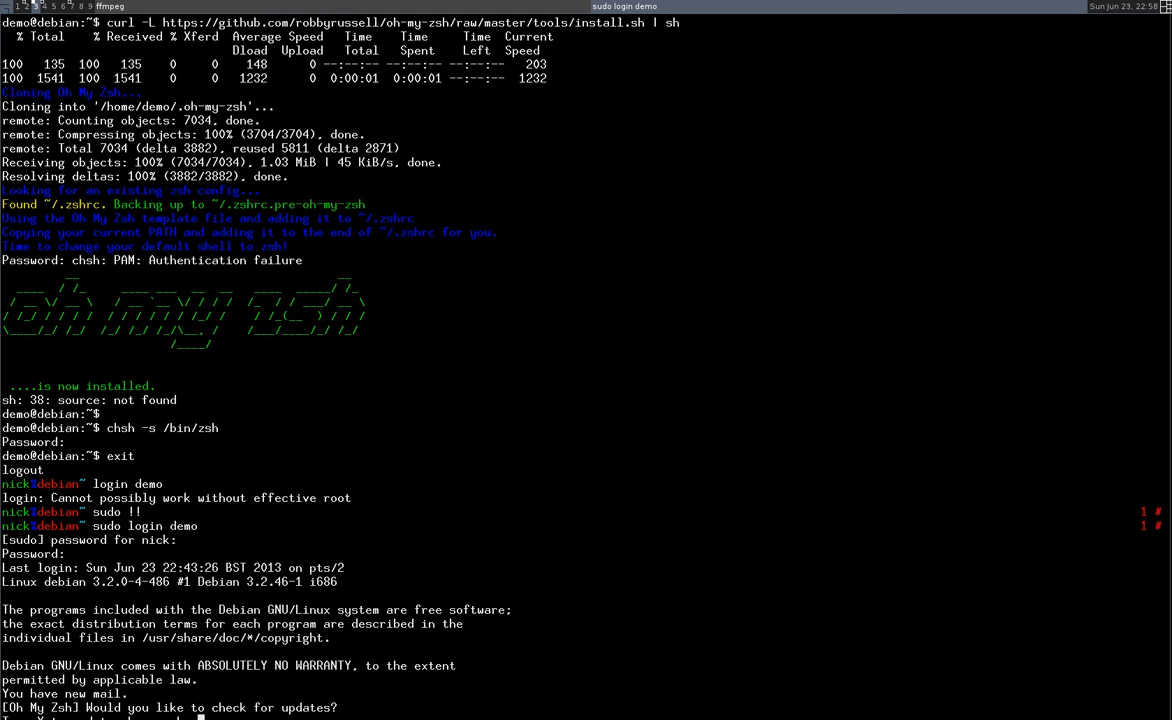 1 2 3 4 5 6 7 8 9 ffmpeg sudo login demo Sun Jun 23, 22:58
demo@debian:~$ curl -L https://github.com/robbyrussell/oh-my-zsh/raw/master/tools/install.sh | sh
% Total % Received % Xferd Average Speed Time Time Time Current
Dload Upload Total Spent Left Speed
100 135 100 135 0 0 148 0 --:--:-- --:--:-- --:--:-- 203
100 1541 100 1541 0 0 1232 0 0:00:01 0:00:01 --:--:-- 1232
Cloning Oh My Zsh...
Cloning into '/home/demo/.oh-my-zsh'...
remote: Counting objects: 7034, done.
remote: Compressing objects: 100% (3704/3704), done.
remote: Total 7034 (delta 3882), reused 5811 (delta 2871)
Receiving objects: 100% (7034/7034), 1.03 MiB | 45 KiB/s, done.
Resolving deltas: 100% (3882/3882), done.
Looking for an existing zsh config...
Found ~/.zshrc. Backing up to ~/.zshrc.pre-oh-my-zsh
Using the Oh My Zsh template file and adding it to ~/.zshrc
Copying your current PATH and adding it to the end of ~/.zshrc for you.
Time to change your default shell to zsh!
Password: chsh: PAM: Authentication failure
oh my zsh
....is now installed.
sh: 38: source: not found
demo@debian:~$
demo@debian:~$ chsh -s /bin/zsh
Password:
demo@debian:~$ exit
logout
nick%debian~ login demo
login: Cannot possibly work without effective root
nick%debian~ sudo !! 1 #
nick%debian~ sudo login demo 1 #
[sudo] password for nick:
Password:
Last login: Sun Jun 23 22:43:26 BST 2013 on pts/2
Linux debian 3.2.0-4-486 #1 Debian 3.2.46-1 i686
The programs included with the Debian GNU/Linux system are free software;
the exact distribution terms for each program are described in the
individual files in /usr/share/doc/*/copyright.
Debian GNU/Linux comes with ABSOLUTELY NO WARRANTY, to the extent
permitted by applicable law.
You have new mail.
[Oh My Zsh] Would you like to check for updates?